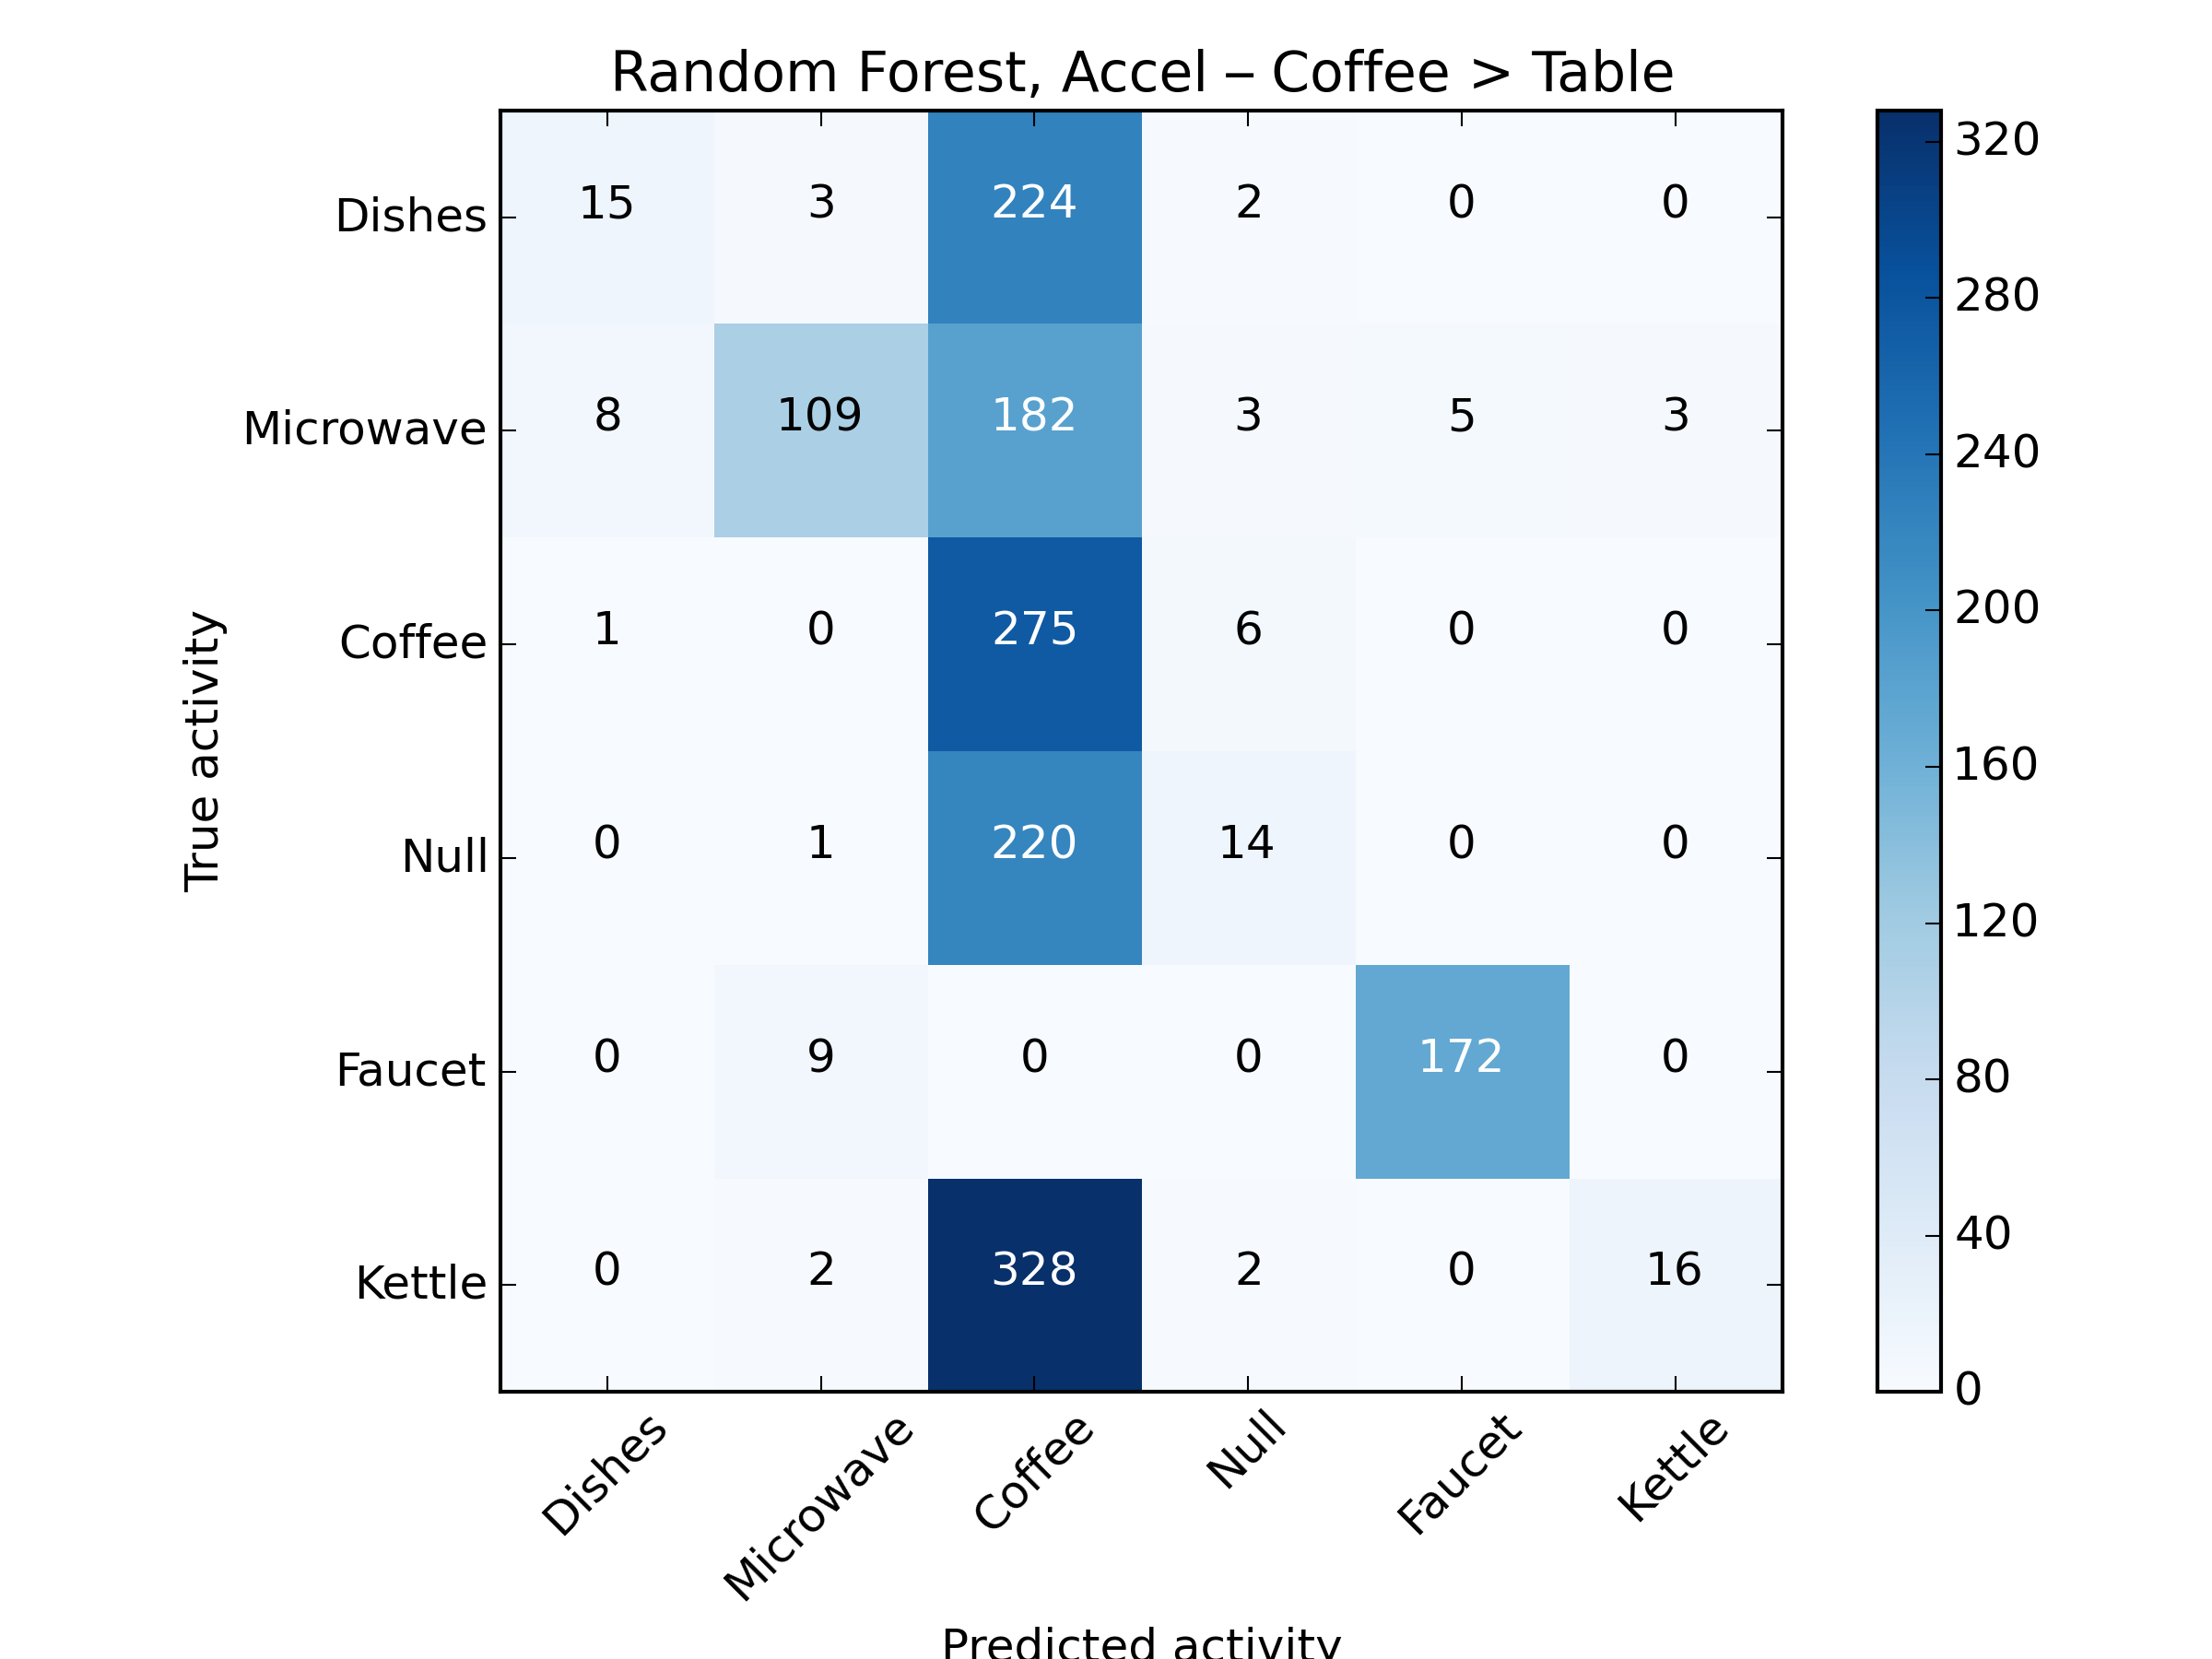 Random Forest, Accel – Coffee > Table
Dishes 15 3 224 2 0 0
Microwave 8 109 182 3 5 3
Coffee 1 0 275 6 0 0
Null 0 1 220 14 0 0
Faucet 0 9 0 0 172 0
Kettle 0 2 328 2 0 16
True activity
Dishes Microwave Coffee Null Faucet Kettle
Predicted activity
320
280
240
200
160
120
80
40
0